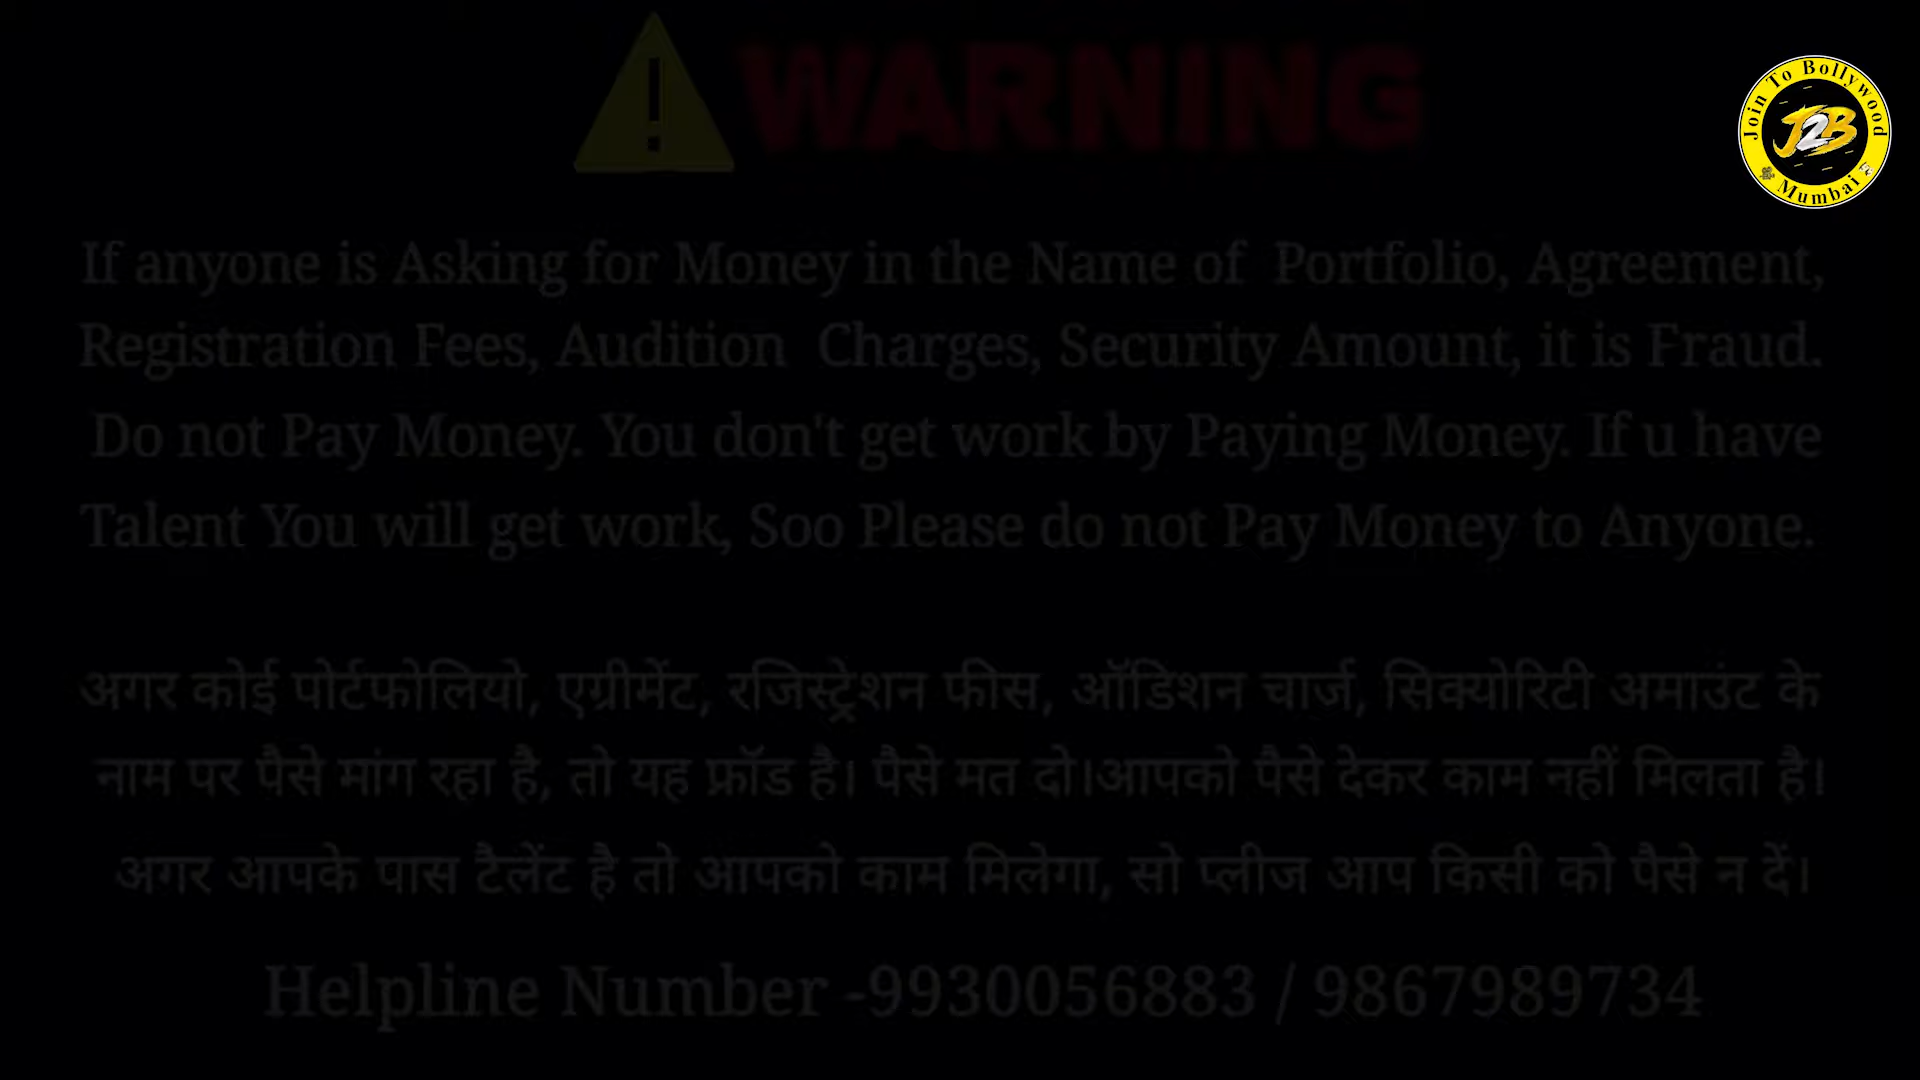 WARNING
Join To Bollywood
J2B
Mumbai
If anyone is Asking for Money in the Name of Portfolio, Agreement,
Registration Fees, Audition Charges, Security Amount, it is Fraud.
Do not Pay Money. You don't get work by Paying Money. If u have
Talent You will get work, Soo Please do not Pay Money to Anyone.
अगर कोई पोर्टफोलियो, एग्रीमेंट, रजिस्ट्रेशन फीस, ऑडिशन चार्ज, सिक्योरिटी अमाउंट के
नाम पर पैसे मांग रहा है, तो यह फ्रॉड है। पैसे मत दो।आपको पैसे देकर काम नहीं मिलता है।
अगर आपके पास टैलेंट है तो आपको काम मिलेगा, सो प्लीज आप किसी को पैसे न दें।
Helpline Number -9930056883 / 9867989734